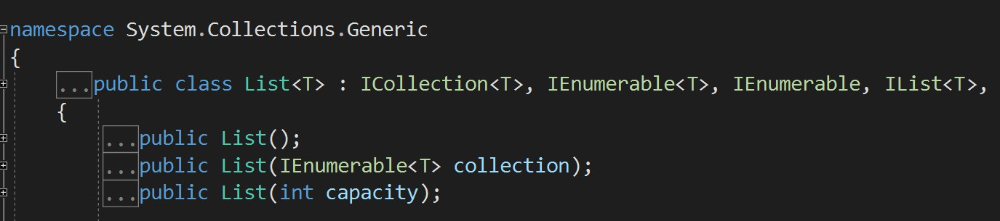 namespace System.Collections.Generic
{
...public class List<T> : ICollection<T>, IEnumerable<T>, IEnumerable, IList<T>,
{
...public List();
...public List(IEnumerable<T> collection);
...public List(int capacity);